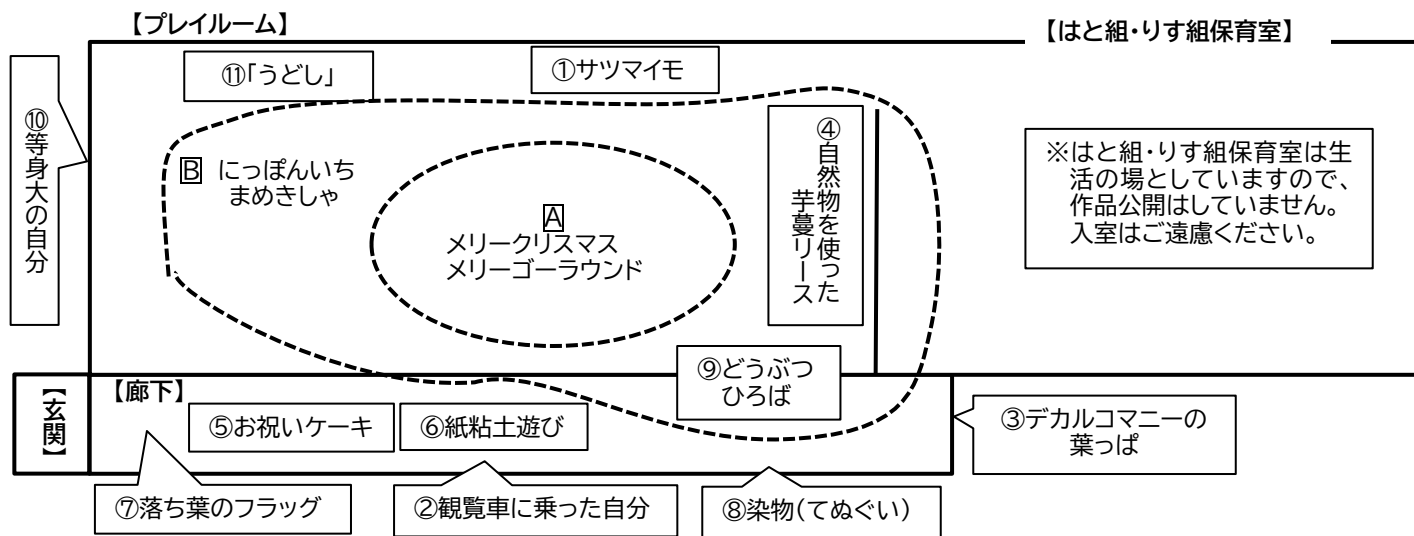 【プレイルーム】
【はと組・りす組保育室】
⑪「うどし」
①サツマイモ
⑩等身大の自分
④自然物を使った
芋蔓リース
※はと組・りす組保育室は生
活の場としていますので、
作品公開はしていません。
入室はご遠慮ください。
B にっぽんいち
まめきしゃ
A
メリークリスマス
メリーゴーラウンド
⑨どうぶつ
ひろば
【玄関】
【廊下】
⑤お祝いケーキ
⑥紙粘土遊び
③デカルコマニーの
葉っぱ
⑦落ち葉のフラッグ
②観覧車に乗った自分
⑧染物(てぬぐい)